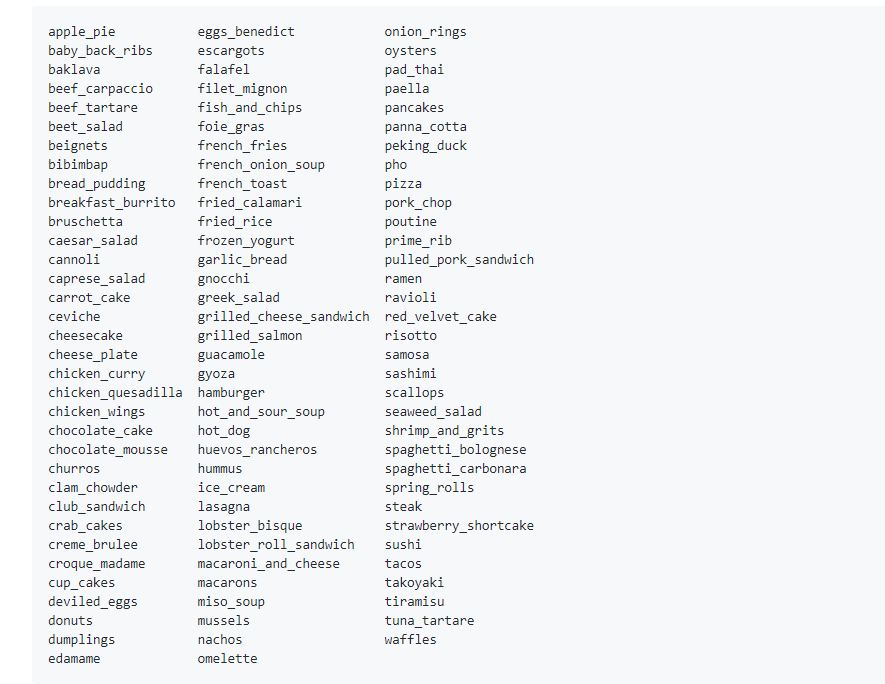 apple_pie eggs_benedict onion_rings
baby_back_ribs escargots oysters
baklava falafel pad_thai
beef_carpaccio filet_mignon paella
beef_tartare fish_and_chips pancakes
beet_salad foie_gras panna_cotta
beignets french_fries peking_duck
bibimbap french_onion_soup pho
bread_pudding french_toast pizza
breakfast_burrito fried_calamari pork_chop
bruschetta fried_rice poutine
caesar_salad frozen_yogurt prime_rib
cannoli garlic_bread pulled_pork_sandwich
caprese_salad gnocchi ramen
carrot_cake greek_salad ravioli
ceviche grilled_cheese_sandwich red_velvet_cake
cheesecake grilled_salmon risotto
cheese_plate guacamole samosa
chicken_curry gyoza sashimi
chicken_quesadilla hamburger scallops
chicken_wings hot_and_sour_soup seaweed_salad
chocolate_cake hot_dog shrimp_and_grits
chocolate_mousse huevos_rancheros spaghetti_bolognese
churros hummus spaghetti_carbonara
clam_chowder ice_cream spring_rolls
club_sandwich lasagna steak
crab_cakes lobster_bisque strawberry_shortcake
creme_brulee lobster_roll_sandwich sushi
croque_madame macaroni_and_cheese tacos
cup_cakes macarons takoyaki
deviled_eggs miso_soup tiramisu
donuts mussels tuna_tartare
dumplings nachos waffles
edamame omelette